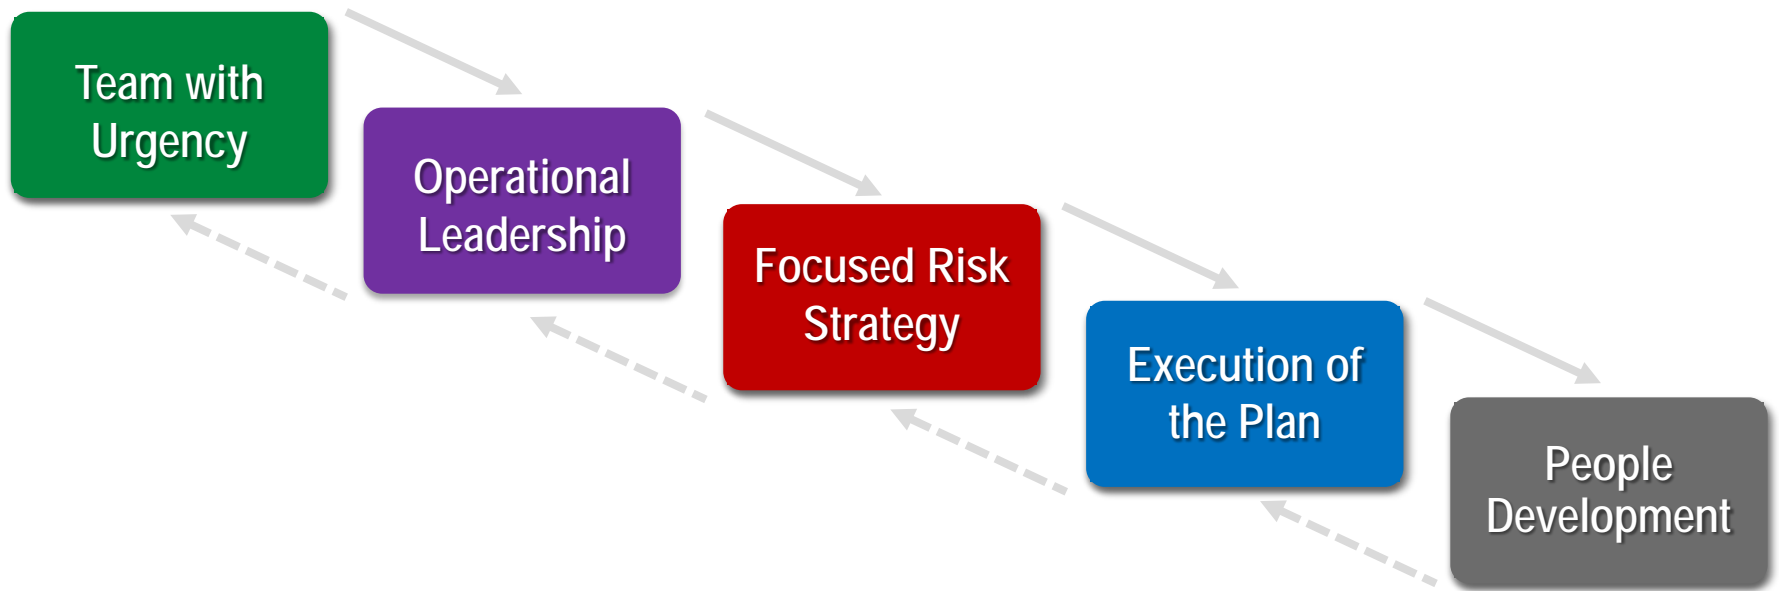 Team with
Urgency
Operational
Leadership
Focused Risk
Strategy
Execution of
the Plan
People
Development